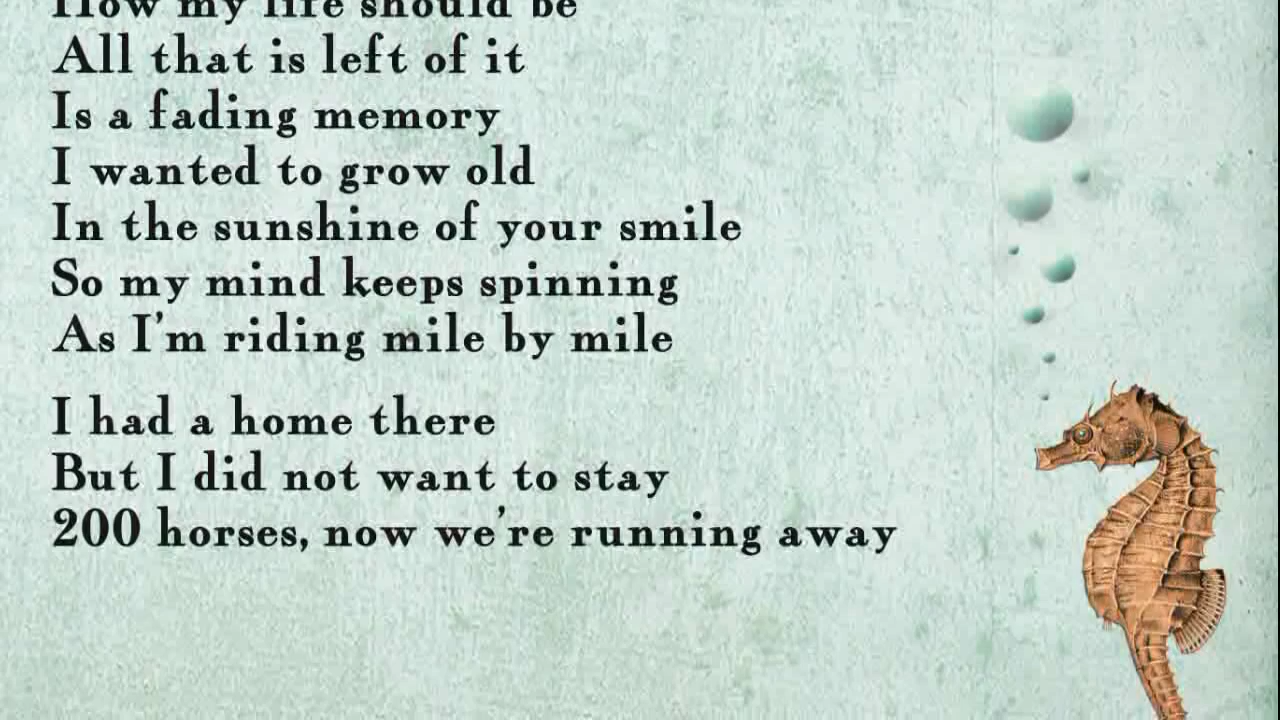 How my life should be
All that is left of it
Is a fading memory
I wanted to grow old
In the sunshine of your smile
So my mind keeps spinning
As I'm riding mile by mile
I had a home there
But I did not want to stay
200 horses, now we're running away